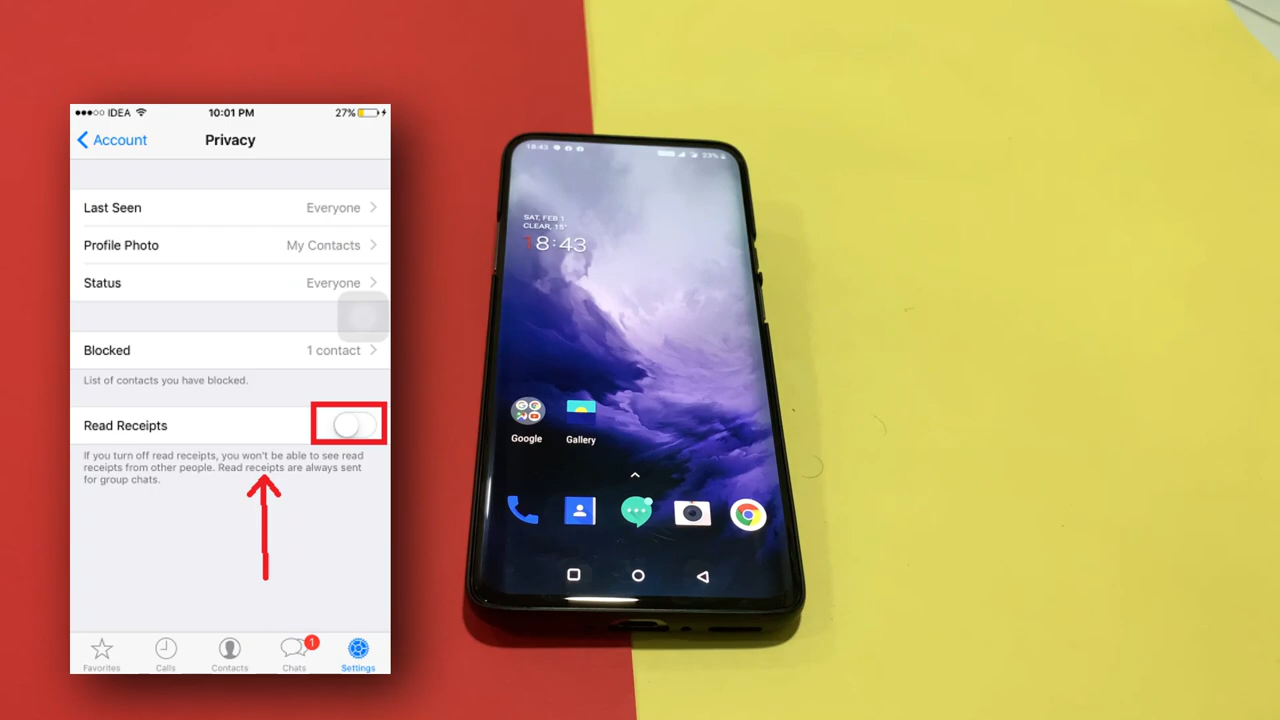 IDEA 10:01 PM 27%
Account Privacy
Last Seen Everyone
Profile Photo My Contacts
Status Everyone
Blocked 1 contact
List of contacts you have blocked.
Read Receipts
If you turn off read receipts, you won't be able to see read
receipts from other people. Read receipts are always sent
for group chats.
Favorites Calls Contacts Chats 1 Settings
18:43 23%
SAT, FEB 1
CLEAR, 15°
18:43
Google Gallery